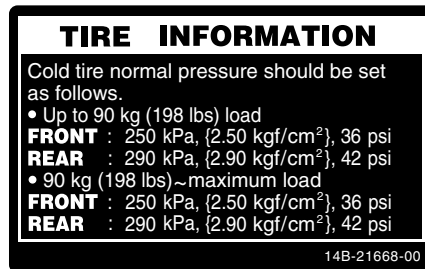 TIRE INFORMATION
Cold tire normal pressure should be set
as follows.
• Up to 90 kg (198 lbs) load
FRONT : 250 kPa, {2.50 kgf/cm²}, 36 psi
REAR : 290 kPa, {2.90 kgf/cm²}, 42 psi
• 90 kg (198 lbs)~maximum load
FRONT : 250 kPa, {2.50 kgf/cm²}, 36 psi
REAR : 290 kPa, {2.90 kgf/cm²}, 42 psi
14B-21668-00